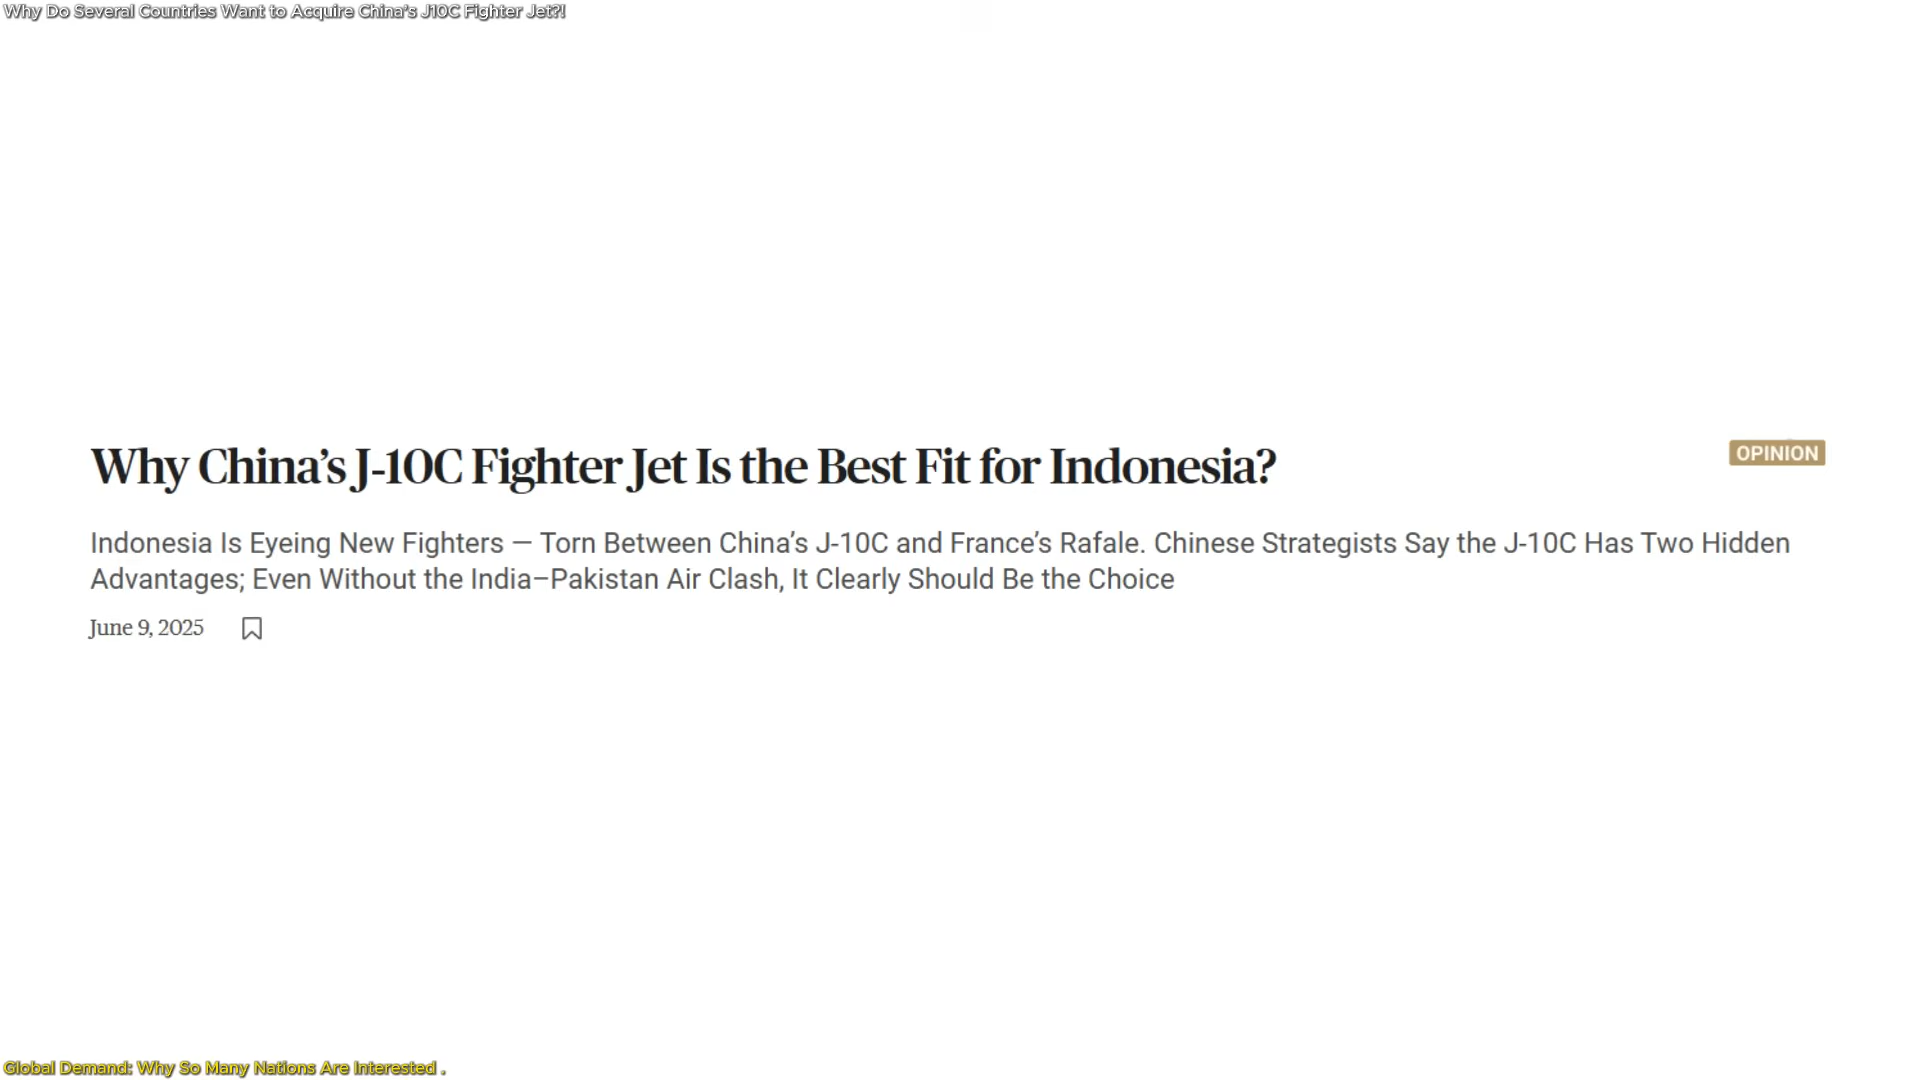 Why Do Several Countries Want to Acquire China's J10C Fighter Jet?!
Why China’s J-10C Fighter Jet Is the Best Fit for Indonesia?
OPINION
Indonesia Is Eyeing New Fighters — Torn Between China’s J-10C and France’s Rafale. Chinese Strategists Say the J-10C Has Two Hidden
Advantages; Even Without the India–Pakistan Air Clash, It Clearly Should Be the Choice
June 9, 2025
Global Demand: Why So Many Nations Are Interested .